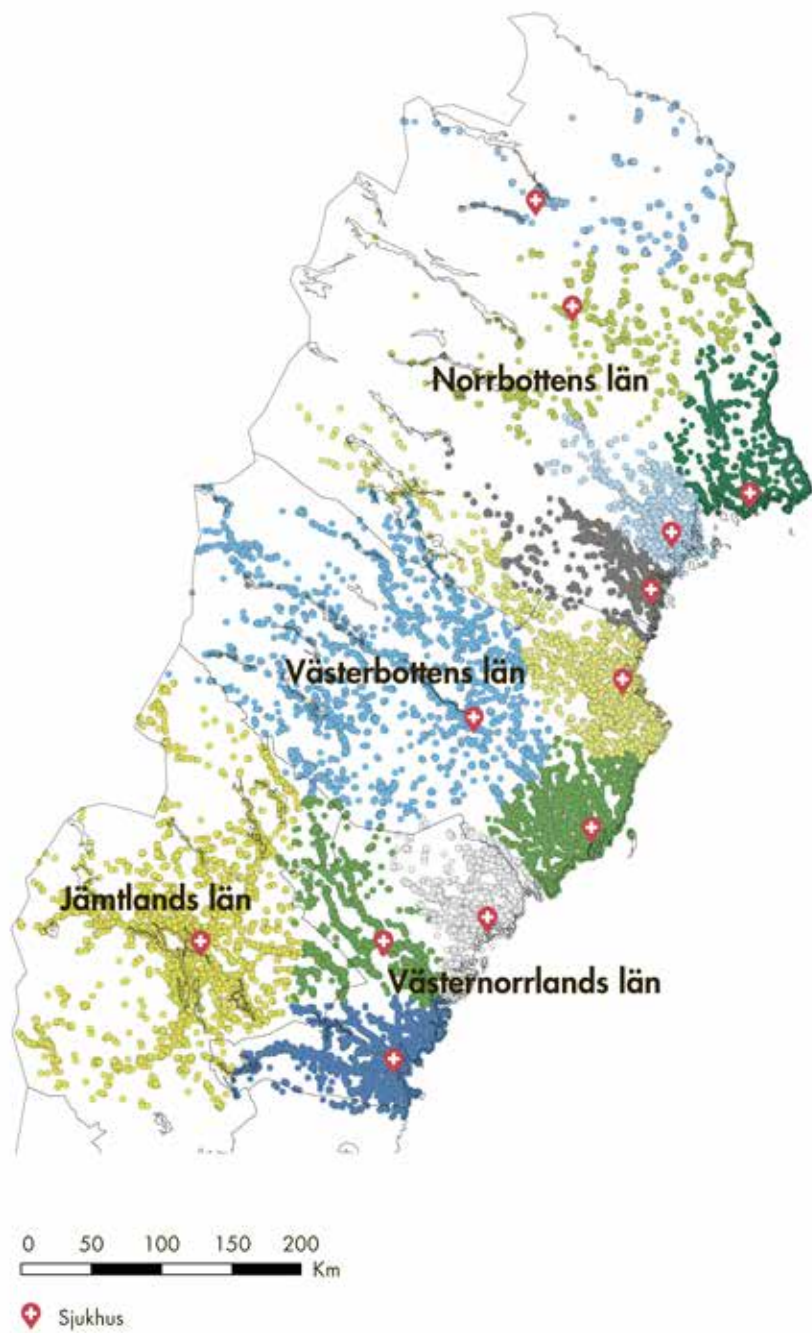 Norrbottens län
Västerbottens län
Jämtlands län
Västernorrlands län
0 50 100 150 200
Km
Sjukhus